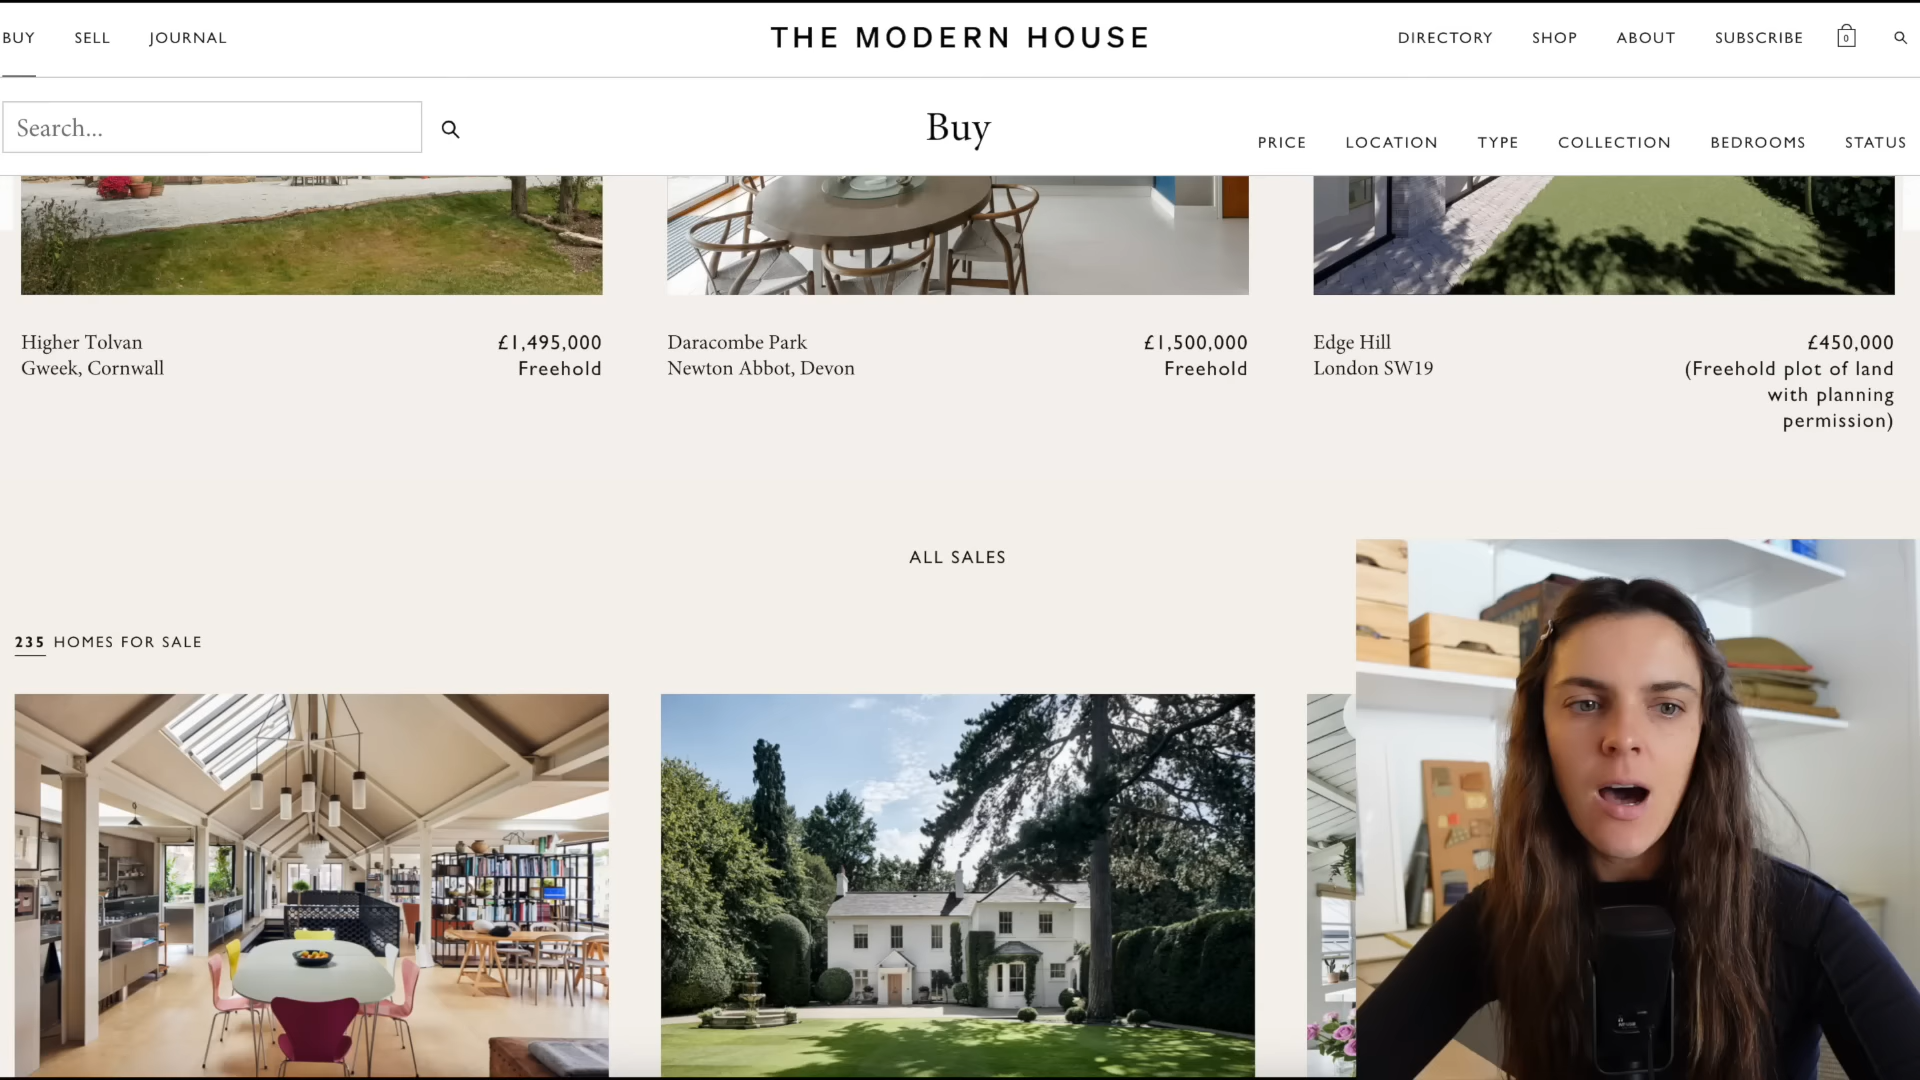 BUY
SELL
JOURNAL
THE MODERN HOUSE
DIRECTORY
SHOP
ABOUT
SUBSCRIBE
0
Search...
Buy
PRICE
LOCATION
TYPE
COLLECTION
BEDROOMS
STATUS
Higher Tolvan
Gweek, Cornwall
£1,495,000
Freehold
Daracombe Park
Newton Abbot, Devon
£1,500,000
Freehold
Edge Hill
London SW19
£450,000
(Freehold plot of land
with planning
permission)
ALL SALES
235 HOMES FOR SALE